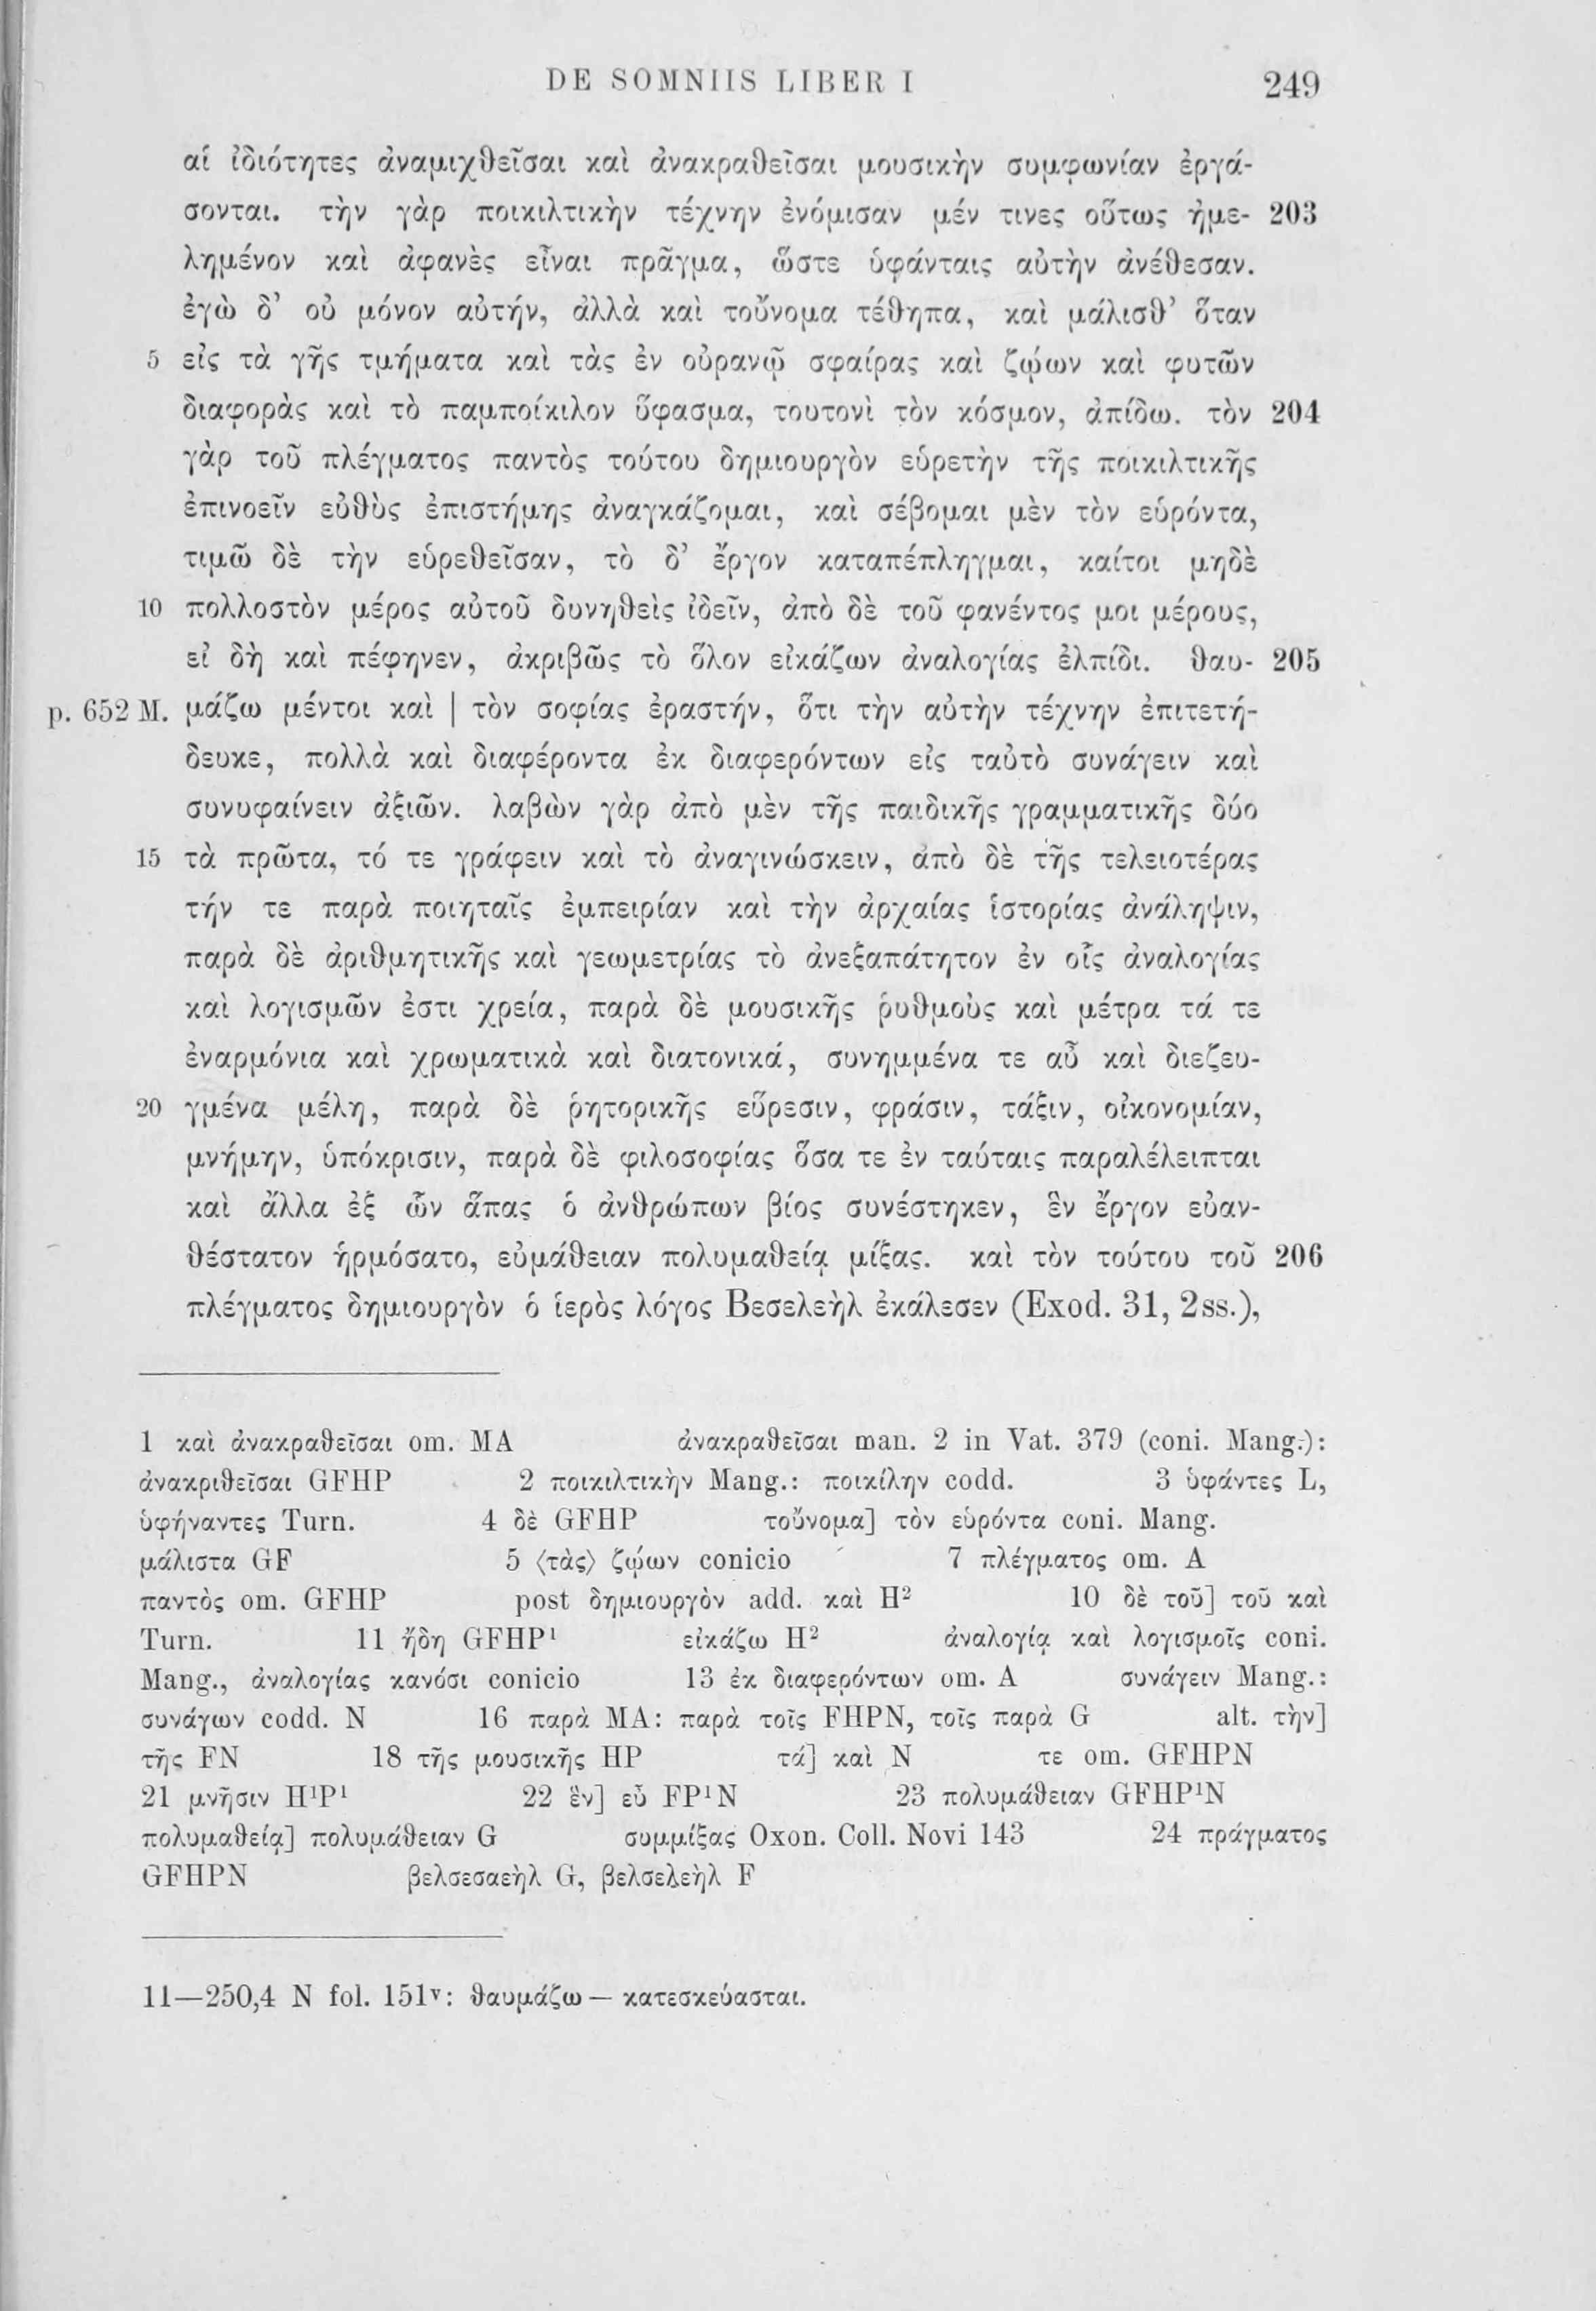 DE SOMNIIS LIBER I 249
αἱ ἰδιότητες ἀναμιχθεῖσαι καὶ ἀνακραθεῖσαι μουσικὴν συμφωνίαν ἐργά-
σονται. τὴν γὰρ ποικιλτικὴν τέχνην ἐνόμισαν μέν τινες οὕτως ἠμε- 203
λημένον καὶ ἀφανὲς εἶναι πρᾶγμα, ὥστε ὑφάνταις αὐτὴν ἀνέθεσαν.
ἐγὼ δ’ οὐ μόνον αὐτήν, ἀλλὰ καὶ τοὔνομα τέθηπα, καὶ μάλισθ’ ὅταν
5 εἰς τὰ γῆς τμήματα καὶ τὰς ἐν οὐρανῷ σφαίρας καὶ ζῴων καὶ φυτῶν
διαφορὰς καὶ τὸ παμποίκιλον ὕφασμα, τουτονὶ τὸν κόσμον, ἀπίδω. τὸν 204
γὰρ τοῦ πλέγματος παντὸς τούτου δημιουργὸν εὑρετὴν τῆς ποικιλτικῆς
ἐπινοεῖν εὐθὺς ἐπιστήμης ἀναγκάζομαι, καὶ σέβομαι μὲν τὸν εὑρόντα,
τιμῶ δὲ τὴν εὑρεθεῖσαν, τὸ δ’ ἔργον καταπέπληγμαι, καίτοι μηδὲ
10 πολλοστὸν μέρος αὐτοῦ δυνηθεὶς ἰδεῖν, ἀπὸ δὲ τοῦ φανέντος μοι μέρους,
εἰ δὴ καὶ πέφηνεν, ἀκριβῶς τὸ ὅλον εἰκάζων ἀναλογίας ἐλπίδι. θαυ- 205
p. 652 M. μάζω μέντοι καὶ | τὸν σοφίας ἐραστήν, ὅτι τὴν αὐτὴν τέχνην ἐπιτετή-
δευκε, πολλὰ καὶ διαφέροντα ἐκ διαφερόντων εἰς ταὐτὸ συνάγειν καὶ
συνυφαίνειν ἀξιῶν. λαβὼν γὰρ ἀπὸ μὲν τῆς παιδικῆς γραμματικῆς δύο
15 τὰ πρῶτα, τό τε γράφειν καὶ τὸ ἀναγινώσκειν, ἀπὸ δὲ τῆς τελειοτέρας
τήν τε παρὰ ποιηταῖς ἐμπειρίαν καὶ τὴν ἀρχαίας ἱστορίας ἀνάληψιν,
παρὰ δὲ ἀριθμητικῆς καὶ γεωμετρίας τὸ ἀνεξαπάτητον ἐν οἷς ἀναλογίας
καὶ λογισμῶν ἐστι χρεία, παρὰ δὲ μουσικῆς ῥυθμοὺς καὶ μέτρα τά τε
ἐναρμόνια καὶ χρωματικὰ καὶ διατονικά, συνημμένα τε αὖ καὶ διεζευ-
20 γμένα μέλη, παρὰ δὲ ῥητορικῆς εὕρεσιν, φράσιν, τάξιν, οἰκονομίαν,
μνήμην, ὑπόκρισιν, παρὰ δὲ φιλοσοφίας ὅσα τε ἐν ταύταις παραλέλειπται
καὶ ἄλλα ἐξ ὧν ἅπας ὁ ἀνθρώπων βίος συνέστηκεν, ἓν ἔργον εὐαν-
θέστατον ἡρμόσατο, εὐμάθειαν πολυμαθείᾳ μίξας. καὶ τὸν τούτου τοῦ 206
πλέγματος δημιουργὸν ὁ ἱερὸς λόγος Βεσελεὴλ ἐκάλεσεν (Exod. 31, 2 ss.),
1 καὶ ἀνακραθεῖσαι om. MA ἀνακραθεῖσαι man. 2 in Vat. 379 (coni. Mang.):
ἀνακριθεῖσαι GFHP 2 ποικιλτικὴν Mang.: ποικίλην codd. 3 ὑφάντες L,
ὑφήναντες Turn. 4 δὲ GFHP τοὔνομα] τὸν εὑρόντα coni. Mang.
μάλιστα GF 5 ⟨τὰς⟩ ζῴων conicio 7 πλέγματος om. A
παντὸς om. GFHP post δημιουργὸν add. καὶ H² 10 δὲ τοῦ] τοῦ καὶ
Turn. 11 ἤδη GFHP¹ εἰκάζω H² ἀναλογίᾳ καὶ λογισμοῖς coni.
Mang., ἀναλογίας κανόσι conicio 13 ἐκ διαφερόντων om. A συνάγειν Mang.:
συνάγων codd. N 16 παρὰ MA: παρὰ τοῖς FHPN, τοῖς παρὰ G alt. τὴν]
τῆς FN 18 τῆς μουσικῆς HP τά] καὶ N τε om. GFHPN
21 μνῆσιν H¹P¹ 22 ἓν] εὖ FP¹N 23 πολυμάθειαν GFHP¹N
πολυμαθείᾳ] πολυμάθειαν G συμμίξας Oxon. Coll. Novi 143 24 πράγματος
GFHPN βελσεσαεὴλ G, βελσελεὴλ F
11—250,4 N fol. 151ᵛ: θαυμάζω — κατεσκεύασται.